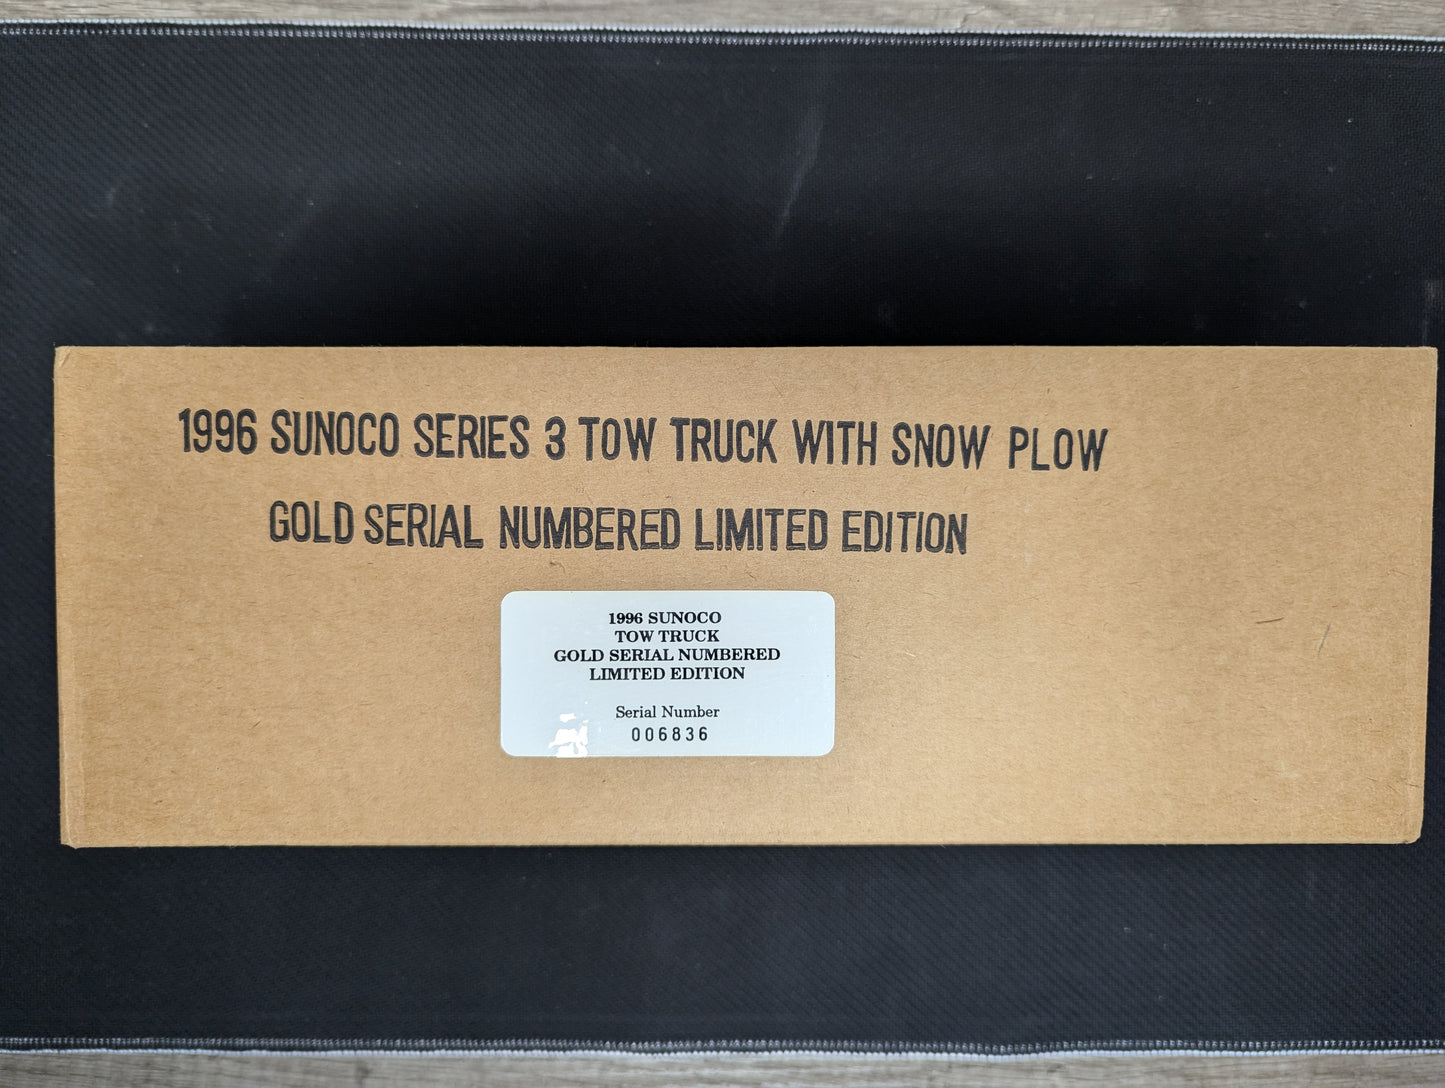 1996 SUNOCO SERIES 3 TOW TRUCK WITH SNOW PLOW
GOLD SERIAL NUMBERED LIMITED EDITION
1996 SUNOCO
TOW TRUCK
GOLD SERIAL NUMBERED
LIMITED EDITION
Serial Number
006836